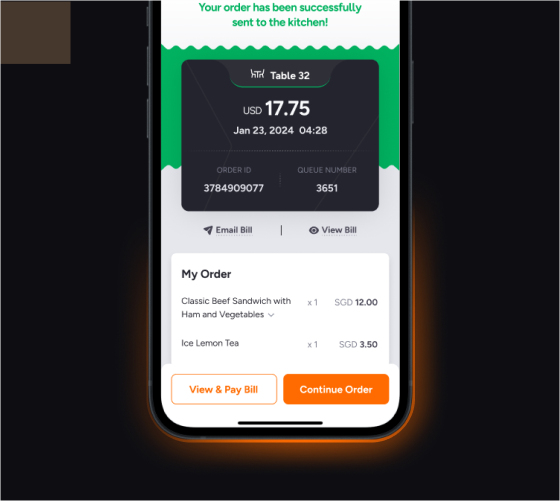 Your order has been successfully
sent to the kitchen!
Table 32
USD 17.75
Jan 23, 2024 04:28
ORDER ID QUEUE NUMBER
3784909077 3651
Email Bill | View Bill
My Order
Classic Beef Sandwich with x 1 SGD 12.00
Ham and Vegetables
Ice Lemon Tea x 1 SGD 3.50
View & Pay Bill Continue Order